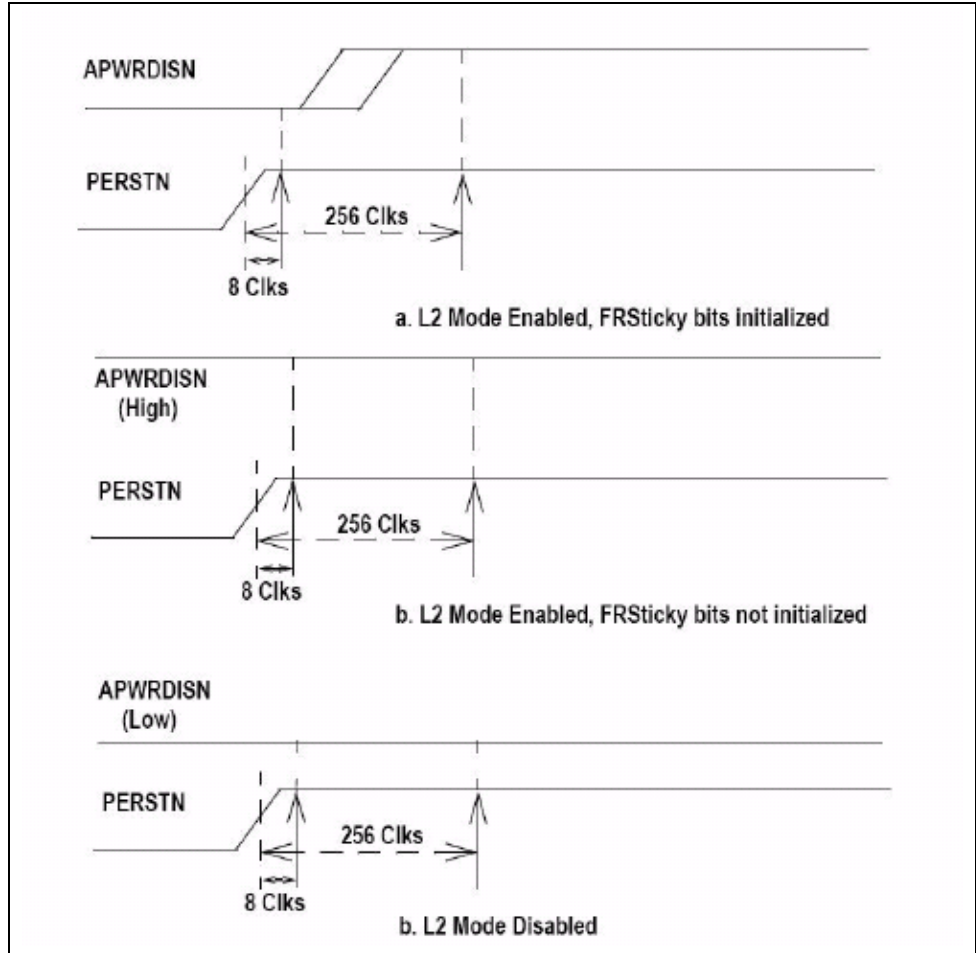 APWRDISN
PERSTN
256 Clks
8 Clks
a. L2 Mode Enabled, FRSticky bits initialized
APWRDISN
(High)
PERSTN
256 Clks
8 Clks
b. L2 Mode Enabled, FRSticky bits not initialized
APWRDISN
(Low)
PERSTN
256 Clks
8 Clks
b. L2 Mode Disabled